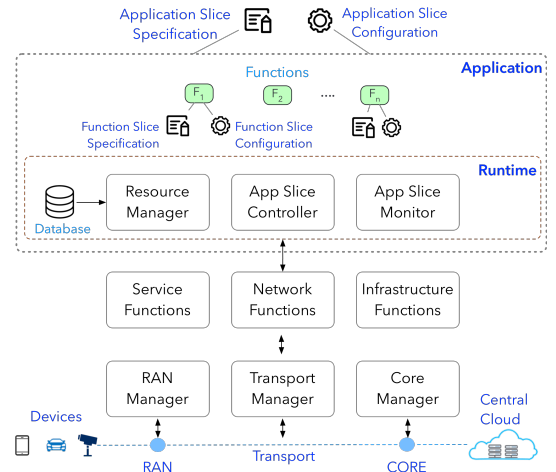 Application Slice
Specification
Application Slice
Configuration
Application
Functions
F1
F2
....
Fn
Function Slice
Specification
Function Slice
Configuration
Runtime
Database
Resource
Manager
App Slice
Controller
App Slice
Monitor
Service
Functions
Network
Functions
Infrastructure
Functions
RAN
Manager
Transport
Manager
Core
Manager
Central
Cloud
Devices
RAN
Transport
CORE